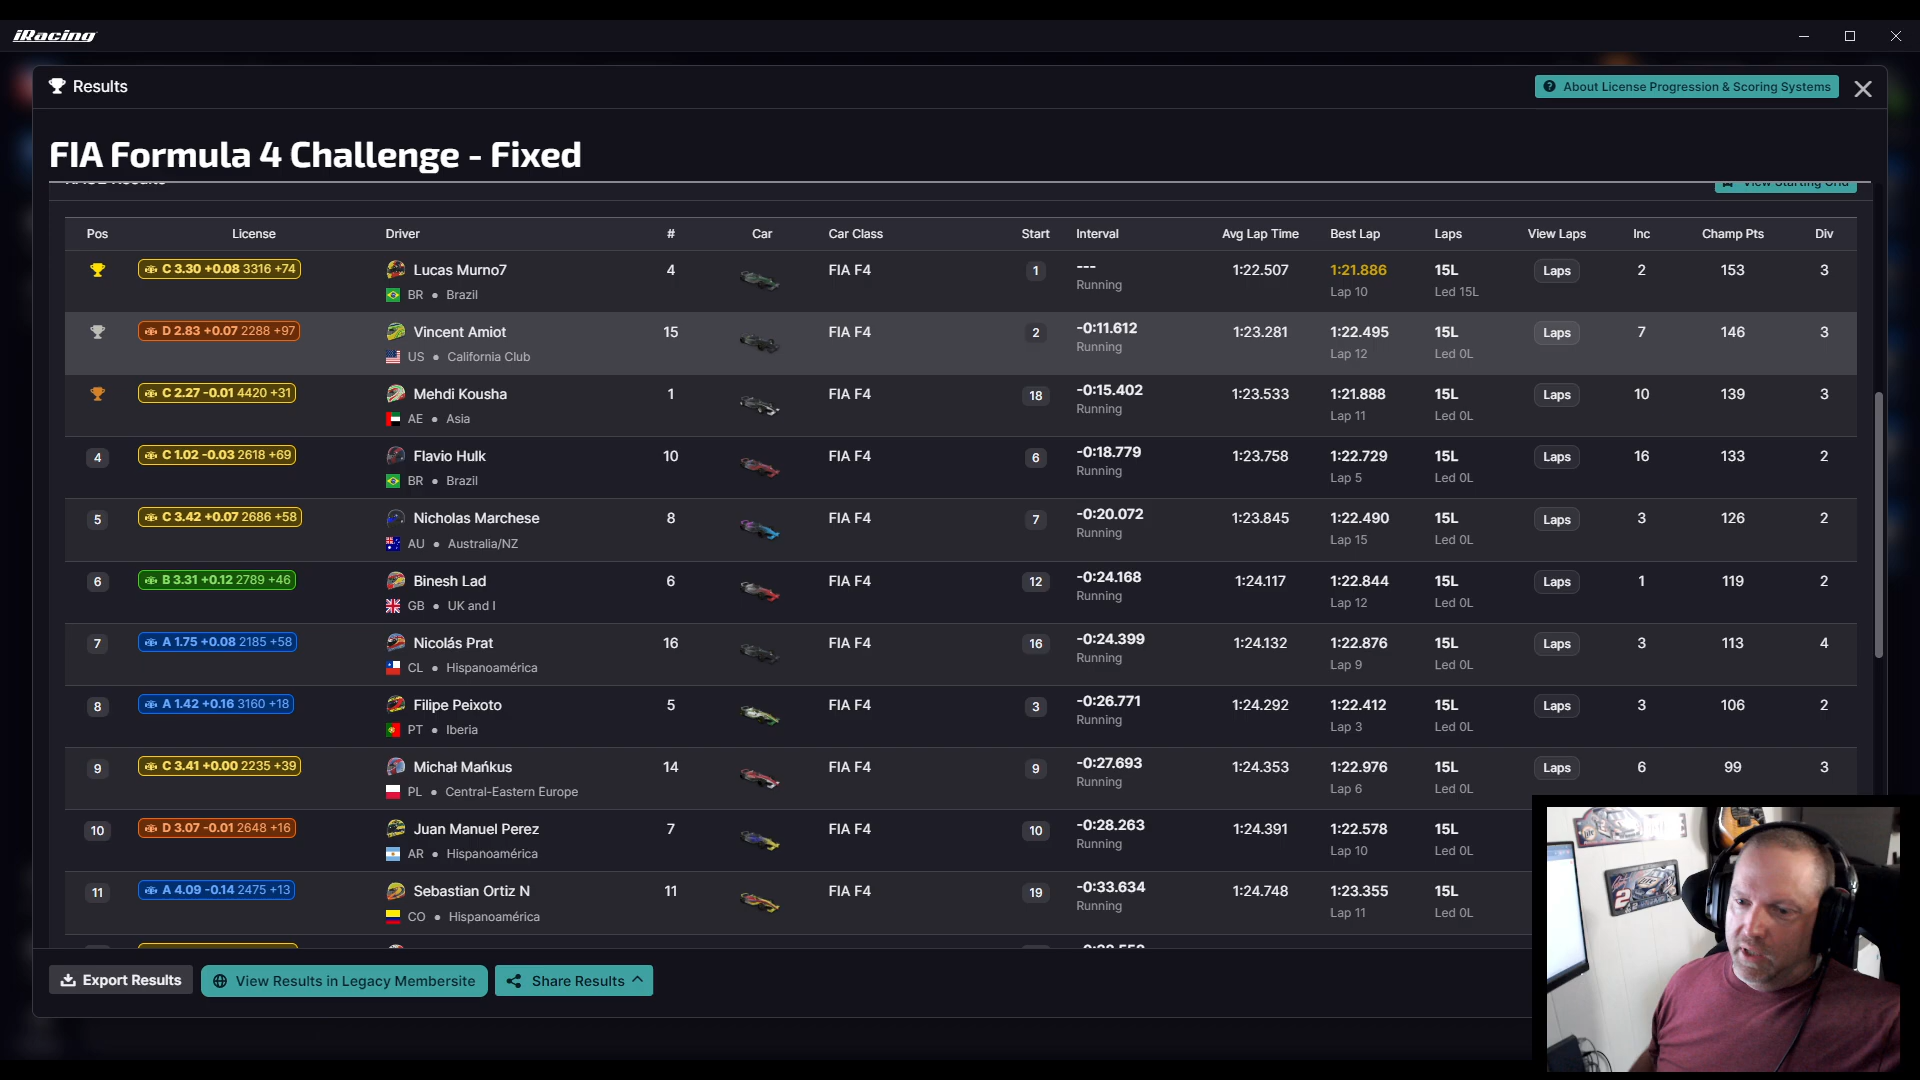 iRacing
Results
About License Progression & Scoring Systems
FIA Formula 4 Challenge - Fixed
Pos License Driver # Car Car Class Start Interval Avg Lap Time Best Lap Laps View Laps Inc Champ Pts Div
C 3.30 +0.08 3316 +74 Lucas Murno7 4 FIA F4 1 --- 1:22.507 1:21.886 15L Laps 2 153 3
BR • Brazil Running Lap 10 Led 15L
D 2.83 +0.07 2288 +97 Vincent Amiot 15 FIA F4 2 -0:11.612 1:23.281 1:22.495 15L Laps 7 146 3
US • California Club Running Lap 12 Led 0L
C 2.27 -0.01 4420 +31 Mehdi Kousha 1 FIA F4 18 -0:15.402 1:23.533 1:21.888 15L Laps 10 139 3
AE • Asia Running Lap 11 Led 0L
4 C 1.02 -0.03 2618 +69 Flavio Hulk 10 FIA F4 6 -0:18.779 1:23.758 1:22.729 15L Laps 16 133 2
BR • Brazil Running Lap 5 Led 0L
5 C 3.42 +0.07 2686 +58 Nicholas Marchese 8 FIA F4 7 -0:20.072 1:23.845 1:22.490 15L Laps 3 126 2
AU • Australia/NZ Running Lap 15 Led 0L
6 B 3.31 +0.12 2789 +46 Binesh Lad 6 FIA F4 12 -0:24.168 1:24.117 1:22.844 15L Laps 1 119 2
GB • UK and I Running Lap 12 Led 0L
7 A 1.75 +0.08 2185 +58 Nicolás Prat 16 FIA F4 16 -0:24.399 1:24.132 1:22.876 15L Laps 3 113 4
CL • Hispanoamérica Running Lap 9 Led 0L
8 A 1.42 +0.16 3160 +18 Filipe Peixoto 5 FIA F4 3 -0:26.771 1:24.292 1:22.412 15L Laps 3 106 2
PT • Iberia Running Lap 3 Led 0L
9 C 3.41 +0.00 2235 +39 Michał Mańkus 14 FIA F4 9 -0:27.693 1:24.353 1:22.976 15L Laps 6 99 3
PL • Central-Eastern Europe Running Lap 6 Led 0L
10 D 3.07 -0.01 2648 +16 Juan Manuel Perez 7 FIA F4 10 -0:28.263 1:24.391 1:22.578 15L
AR • Hispanoamérica Running Lap 10 Led 0L
11 A 4.09 -0.14 2475 +13 Sebastian Ortiz N 11 FIA F4 19 -0:33.634 1:24.748 1:23.355 15L
CO • Hispanoamérica Running Lap 11 Led 0L
Export Results
View Results in Legacy Membersite
Share Results
2